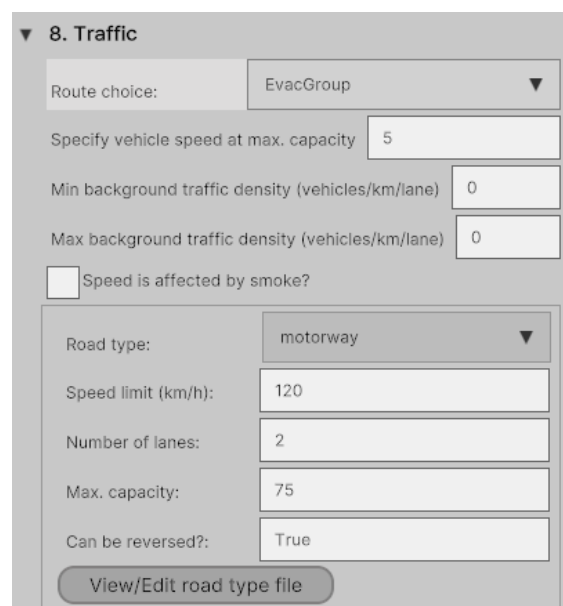 ▼ 8. Traffic
Route choice: EvacGroup ▼
Specify vehicle speed at max. capacity 5
Min background traffic density (vehicles/km/lane) 0
Max background traffic density (vehicles/km/lane) 0
Speed is affected by smoke?
Road type: motorway ▼
Speed limit (km/h): 120
Number of lanes: 2
Max. capacity: 75
Can be reversed?: True
View/Edit road type file